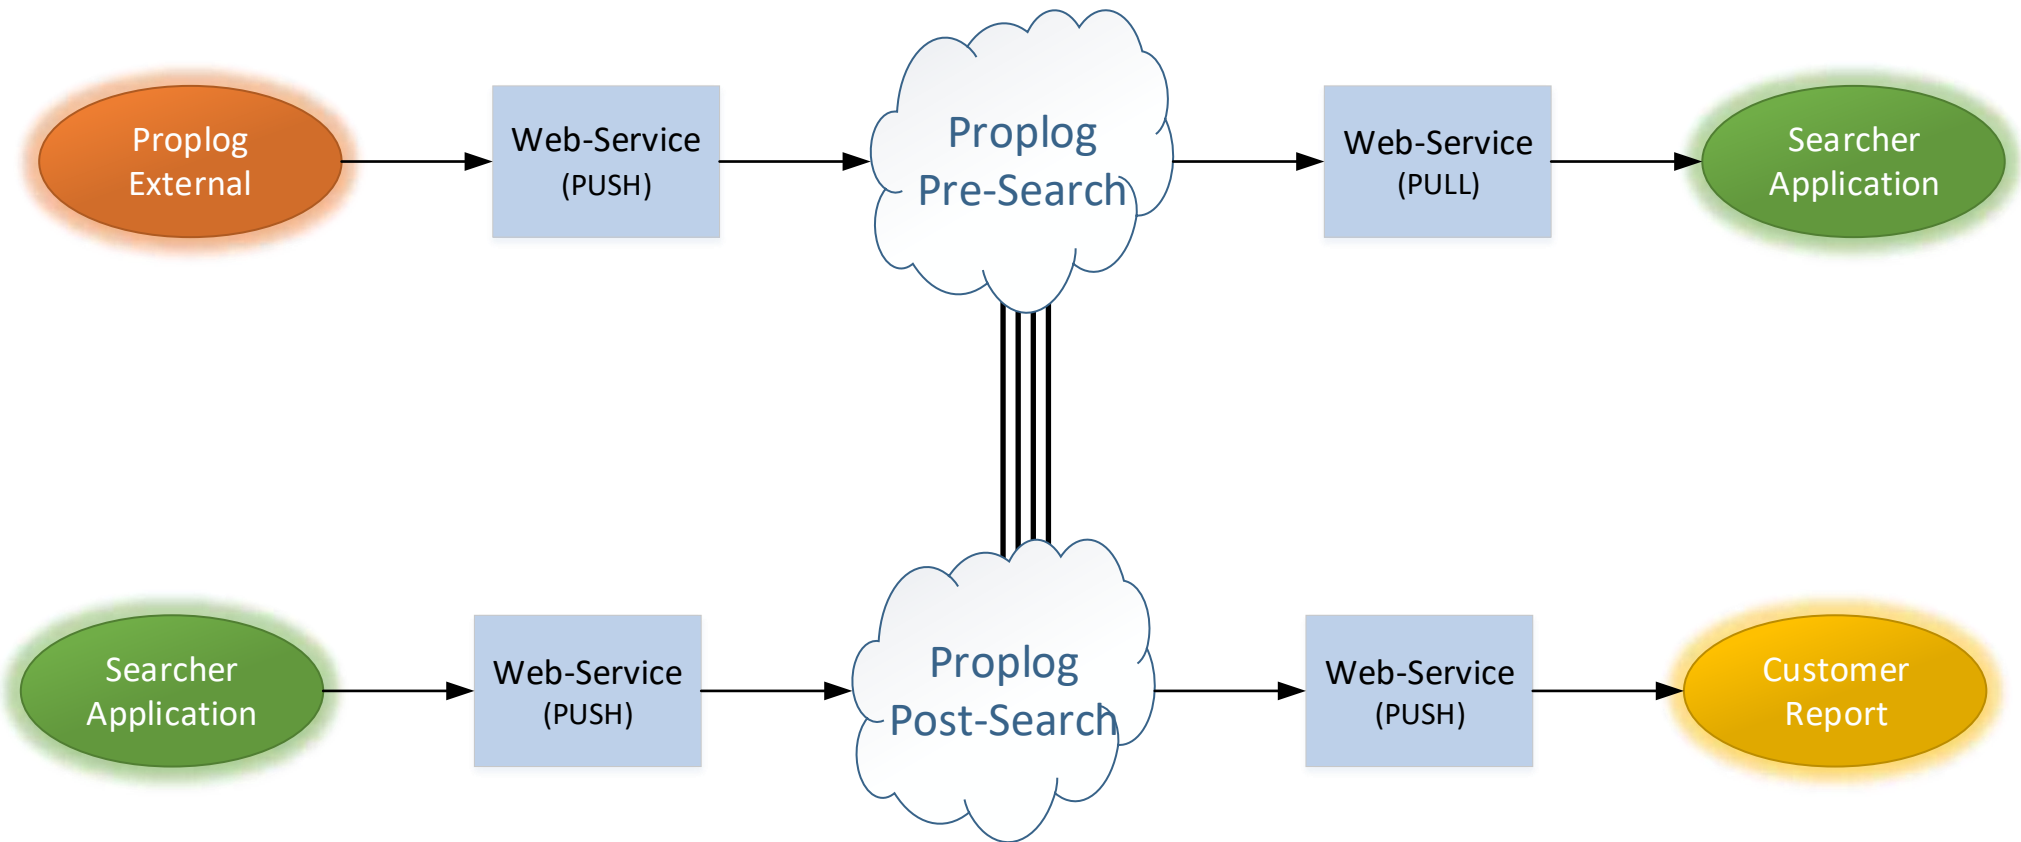 Proplog
External
Web-Service
(PUSH)
Proplog
Pre-Search
Web-Service
(PULL)
Searcher
Application
Searcher
Application
Web-Service
(PUSH)
Proplog
Post-Search
Web-Service
(PUSH)
Customer
Report